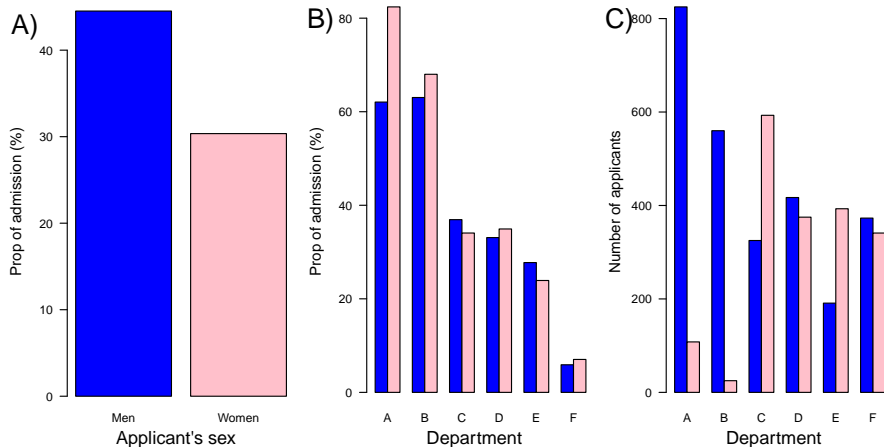 A)
Prop of admission (%)
40
30
20
10
0
Men Women
Applicant's sex
B)
Prop of admission (%)
80
60
40
20
0
A B C D E F
Department
C)
Number of applicants
800
600
400
200
0
A B C D E F
Department